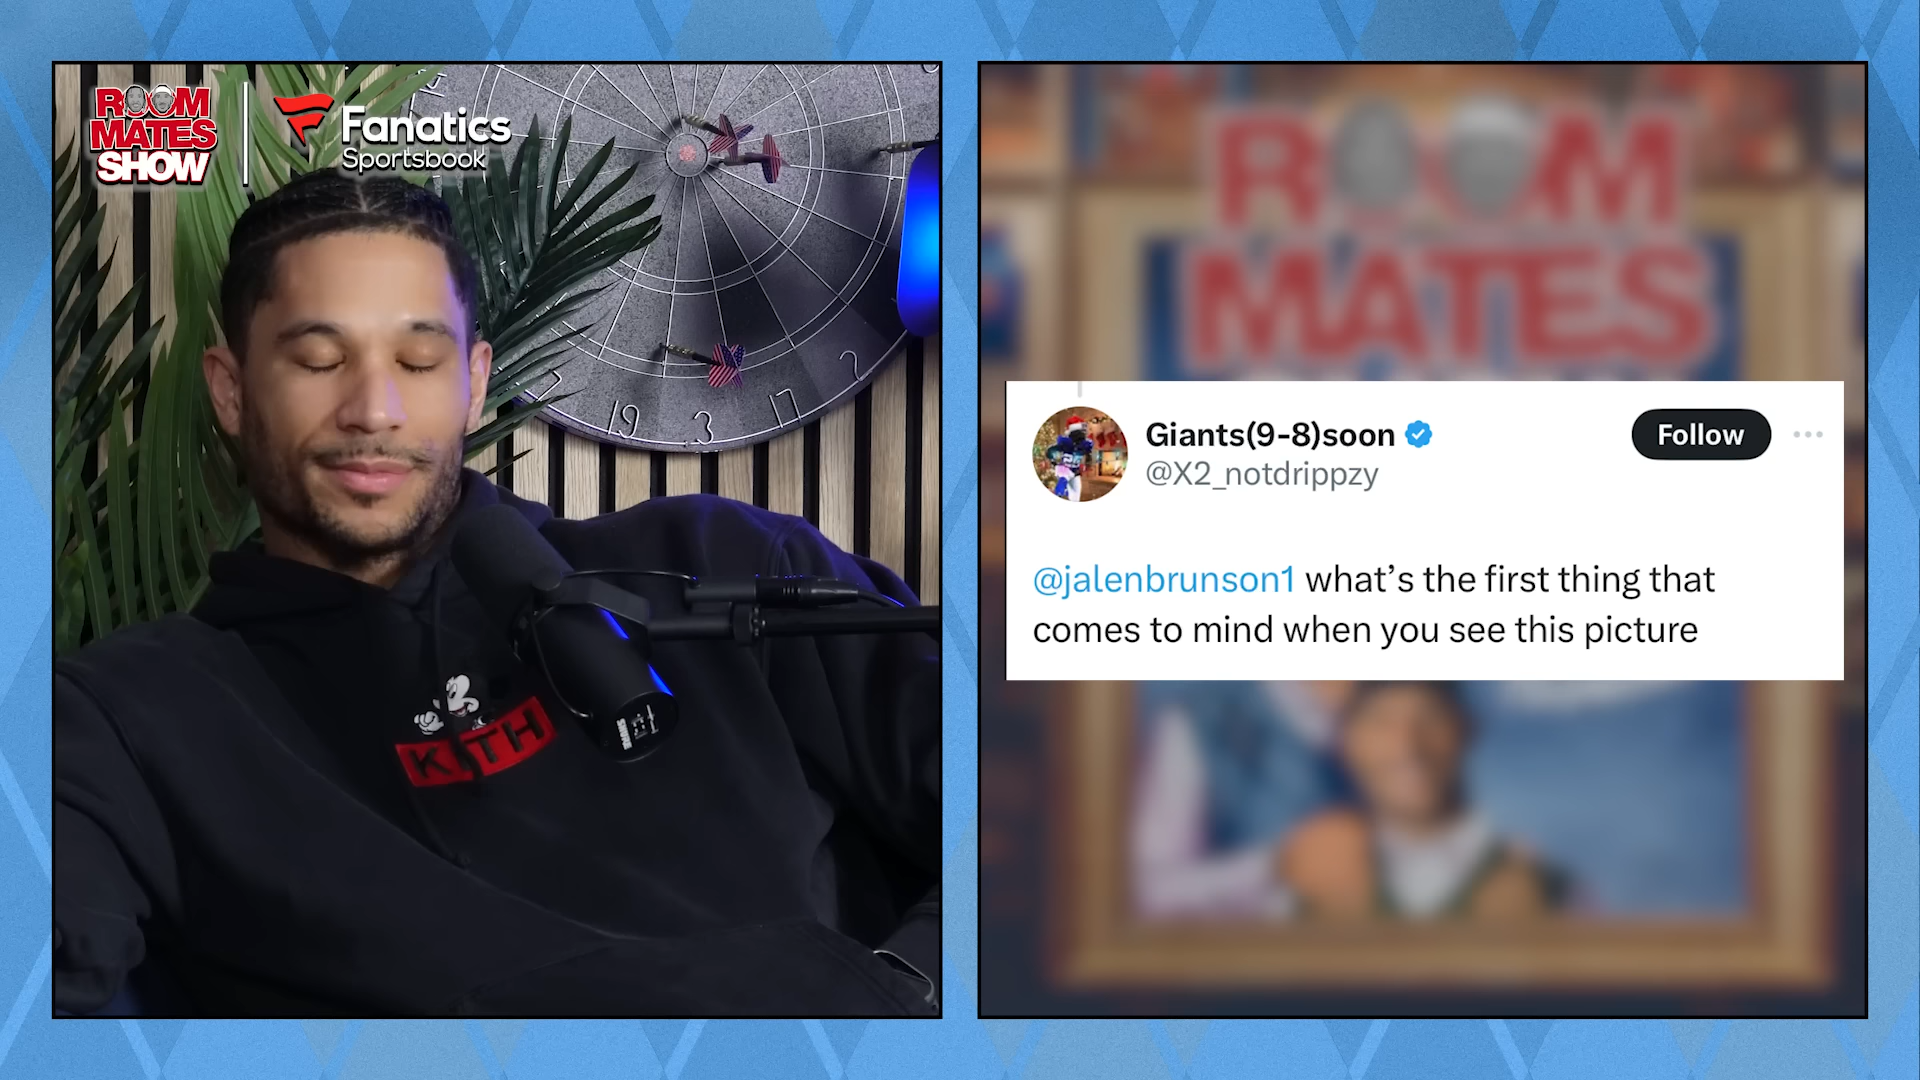 ROOM
MATES
SHOW
Fanatics
Sportsbook
19
3
17
2
KITH
ROOM
MATES
Giants(9-8)soon
Follow
@X2_notdrippzy
@jalenbrunson1 what's the first thing that
comes to mind when you see this picture